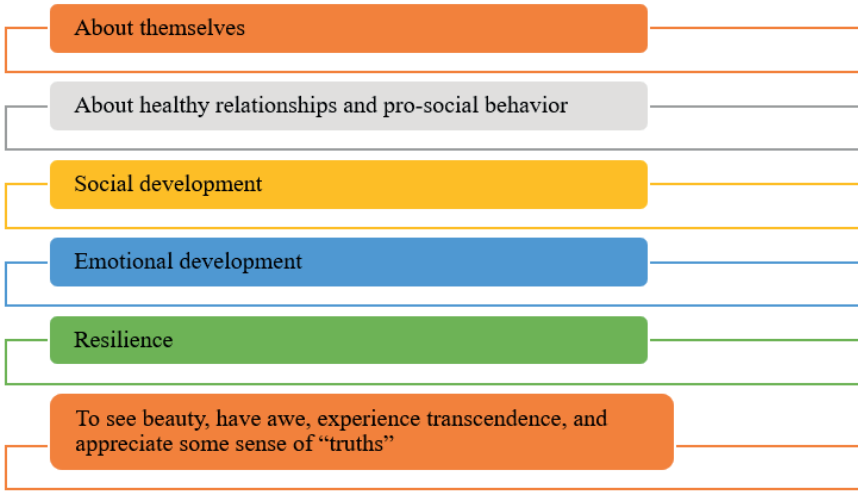 About themselves
About healthy relationships and pro-social behavior
Social development
Emotional development
Resilience
To see beauty, have awe, experience transcendence, and
appreciate some sense of “truths”